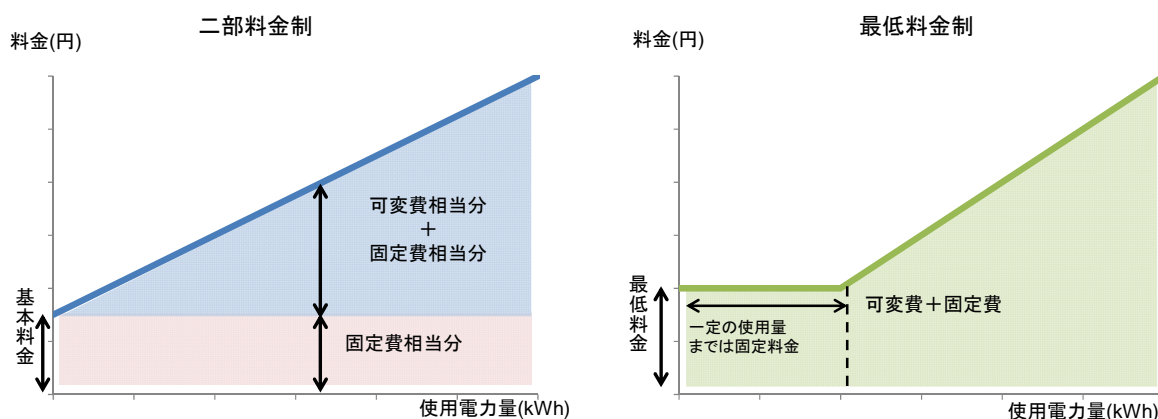 二部料金制
料金(円)
可変費相当分
＋
固定費相当分
基本料金
固定費相当分
使用電力量(kWh)
最低料金制
料金(円)
最低料金
可変費＋固定費
一定の使用量
までは固定料金
使用電力量(kWh)